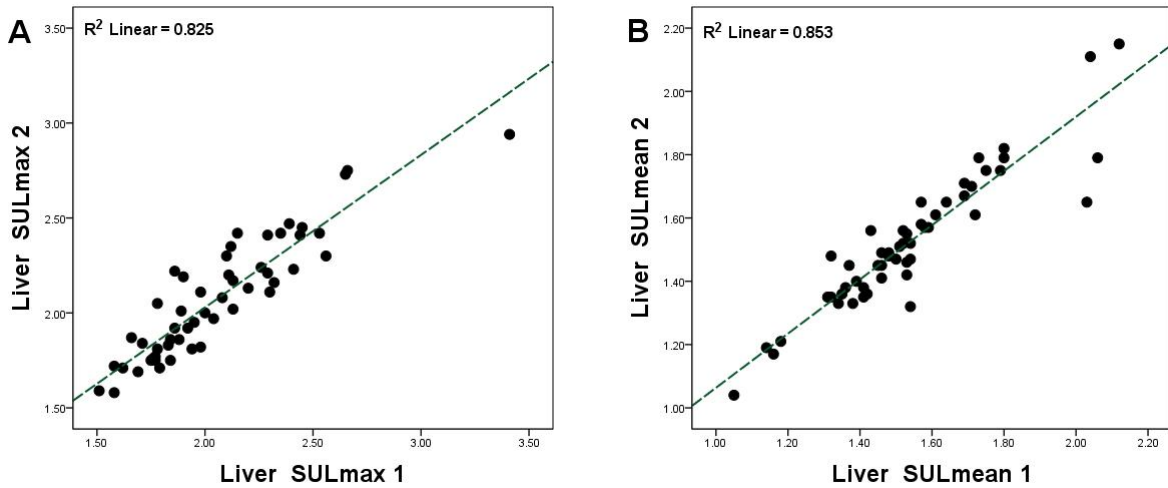 A
R² Linear = 0.825
3.50
3.00
2.50
2.00
1.50
Liver SULmax 2
1.50 2.00 2.50 3.00 3.50
Liver SULmax 1
B
R² Linear = 0.853
2.20
2.00
1.80
1.60
1.40
1.20
1.00
Liver SULmean 2
1.00 1.20 1.40 1.60 1.80 2.00 2.20
Liver SULmean 1